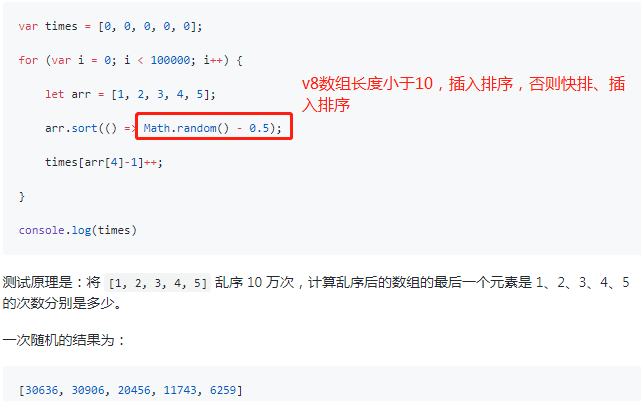 var times = [0, 0, 0, 0, 0];
for (var i = 0; i < 100000; i++) {
let arr = [1, 2, 3, 4, 5];
arr.sort(() => Math.random() - 0.5);
times[arr[4]-1]++;
}
console.log(times)
v8数组长度小于10，插入排序，否则快排、插
入排序
测试原理是：将 [1, 2, 3, 4, 5] 乱序 10 万次，计算乱序后的数组的最后一个元素是 1、2、3、4、5
的次数分别是多少。
一次随机的结果为：
[30636, 30906, 20456, 11743, 6259]